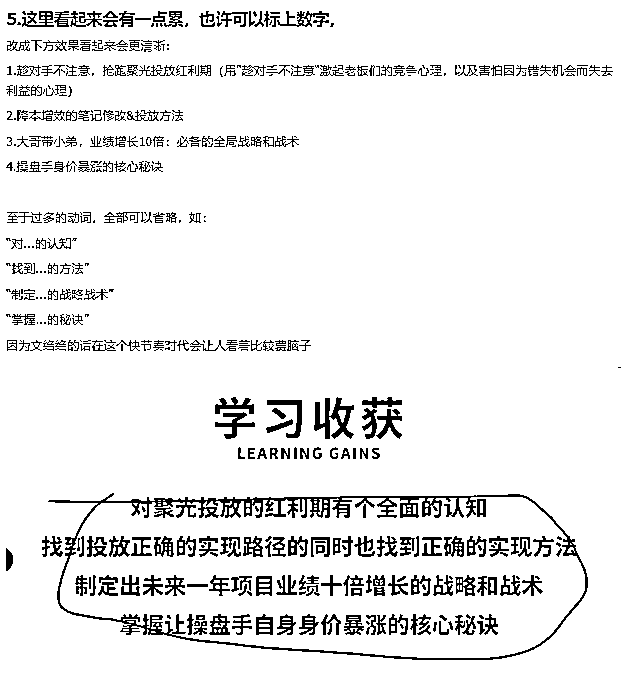 5.这里看起来会有一点累，也许可以标上数字，
改成下方效果看起来会更清晰：
1.趁对手不注意，抢跑聚光投放红利期（用"趁对手不注意"激起老板们的竞争心理，以及害怕因为错失机会而失去
利益的心理）
2.降本增效的笔记修改&投放方法
3.大哥带小弟，业绩增长10倍：必备的全局战略和战术
4.操盘手身价暴涨的核心秘诀
至于过多的动词，全部可以省略，如：
"对...的认知"
"找到...的方法"
"制定...的战略战术"
"掌握...的秘诀"
因为文绉绉的话在这个快节奏时代会让人看着比较费脑子
学习收获
LEARNING GAINS
对聚光投放的红利期有个全面的认知
找到投放正确的实现路径的同时也找到正确的实现方法
制定出未来一年项目业绩十倍增长的战略和战术
掌握让操盘手自身身价暴涨的核心秘诀